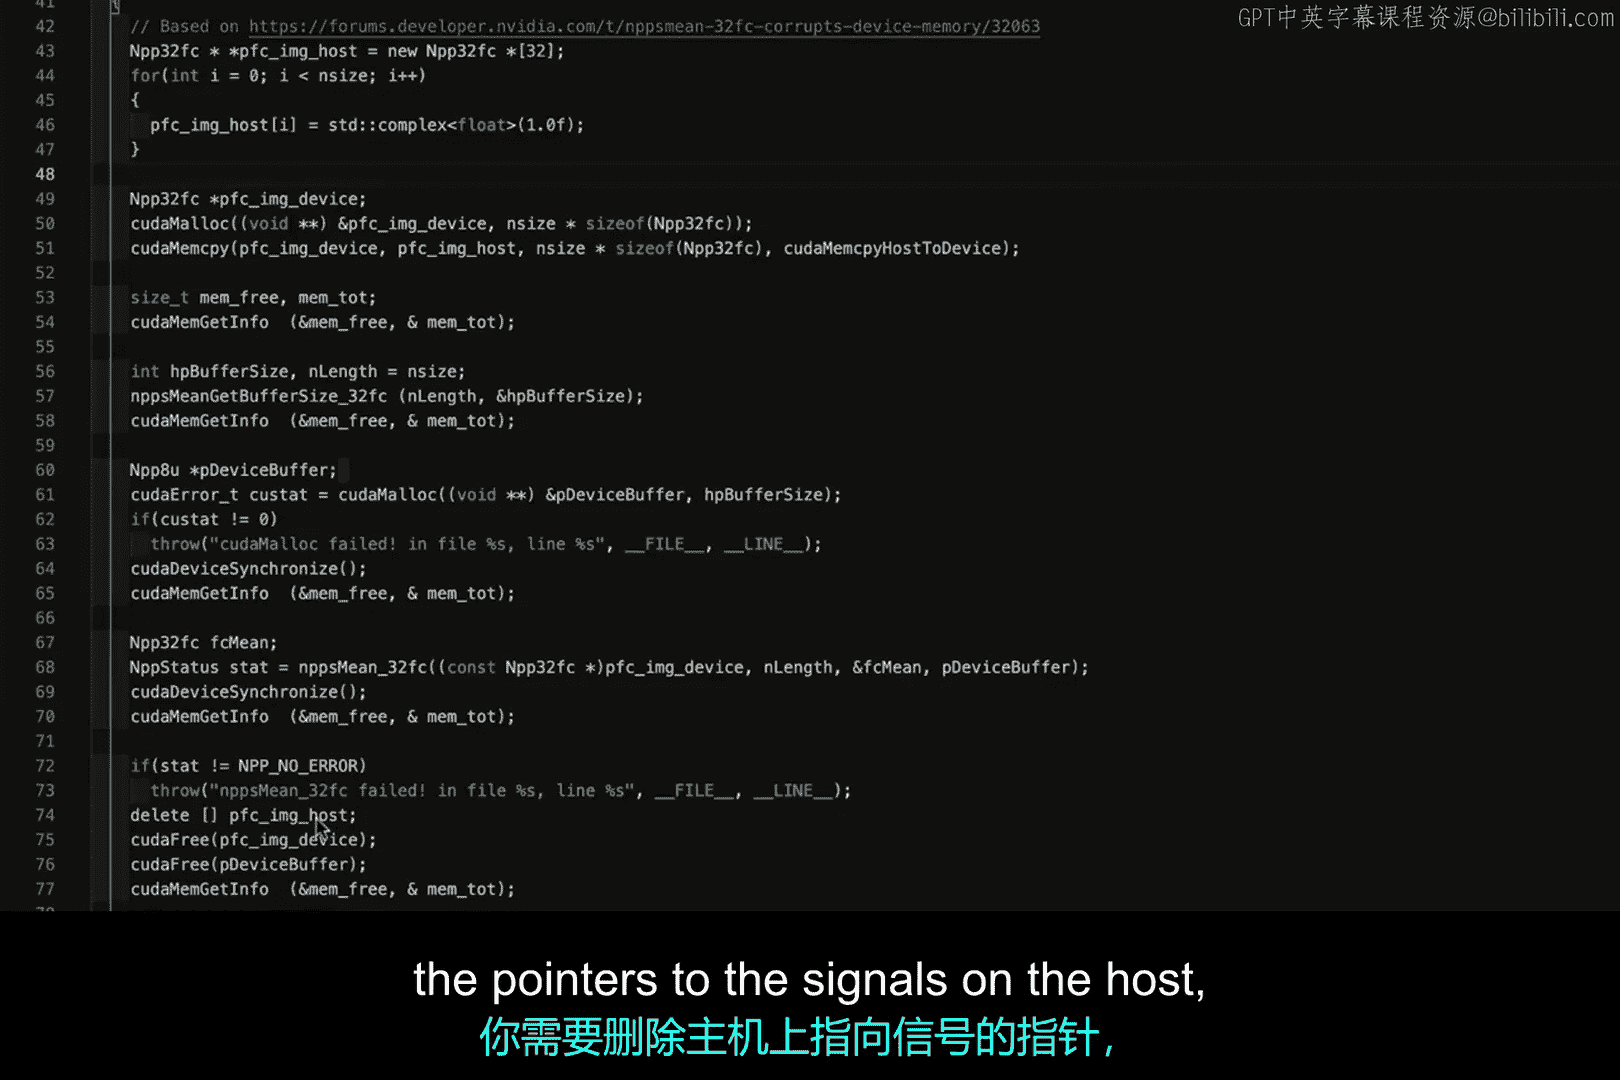 GPT中英字幕课程资源@bilibili.com
41 {
42 // Based on https://forums.developer.nvidia.com/t/nppsmean-32fc-corrupts-device-memory/32063
43 Npp32fc * *pfc_img_host = new Npp32fc *[32];
44 for(int i = 0; i < nsize; i++)
45 {
46 pfc_img_host[i] = std::complex<float>(1.0f);
47 }
48
49 Npp32fc *pfc_img_device;
50 cudaMalloc((void **) &pfc_img_device, nsize * sizeof(Npp32fc));
51 cudaMemcpy(pfc_img_device, pfc_img_host, nsize * sizeof(Npp32fc), cudaMemcpyHostToDevice);
52
53 size_t mem_free, mem_tot;
54 cudaMemGetInfo  (&mem_free, & mem_tot);
55
56 int hpBufferSize, nLength = nsize;
57 nppsMeanGetBufferSize_32fc (nLength, &hpBufferSize);
58 cudaMemGetInfo  (&mem_free, & mem_tot);
59
60 Npp8u *pDeviceBuffer;
61 cudaError_t custat = cudaMalloc((void **) &pDeviceBuffer, hpBufferSize);
62 if(custat != 0)
63 throw("cudaMalloc failed! in file %s, line %s", __FILE__, __LINE__);
64 cudaDeviceSynchronize();
65 cudaMemGetInfo  (&mem_free, & mem_tot);
66
67 Npp32fc fcMean;
68 NppStatus stat = nppsMean_32fc((const Npp32fc *)pfc_img_device, nLength, &fcMean, pDeviceBuffer);
69 cudaDeviceSynchronize();
70 cudaMemGetInfo  (&mem_free, & mem_tot);
71
72 if(stat != NPP_NO_ERROR)
73 throw("nppsMean_32fc failed! in file %s, line %s", __FILE__, __LINE__);
74 delete [] pfc_img_host;
75 cudaFree(pfc_img_device);
76 cudaFree(pDeviceBuffer);
77 cudaMemGetInfo  (&mem_free, & mem_tot);
the pointers to the signals on the host,
你需要删除主机上指向信号的指针，